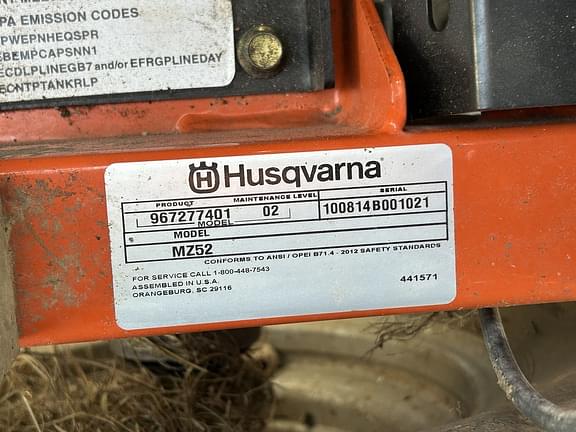 PA EMISSION CODES
PWEPNHEQSPR
EBEMPCAPSNN1
ECDLPLINEGB7 and/or EFRGPLINEDAY
ECNTPTANKRLP
Husqvarna
PRODUCT MAINTENANCE LEVEL SERIAL
967277401 02 100814B001021
MODEL
MODEL
MZ52
CONFORMS TO ANSI / OPEI B71.4 - 2012 SAFETY STANDARDS
FOR SERVICE CALL 1-800-448-7543
ASSEMBLED IN U.S.A.
ORANGEBURG, SC 29116
441571